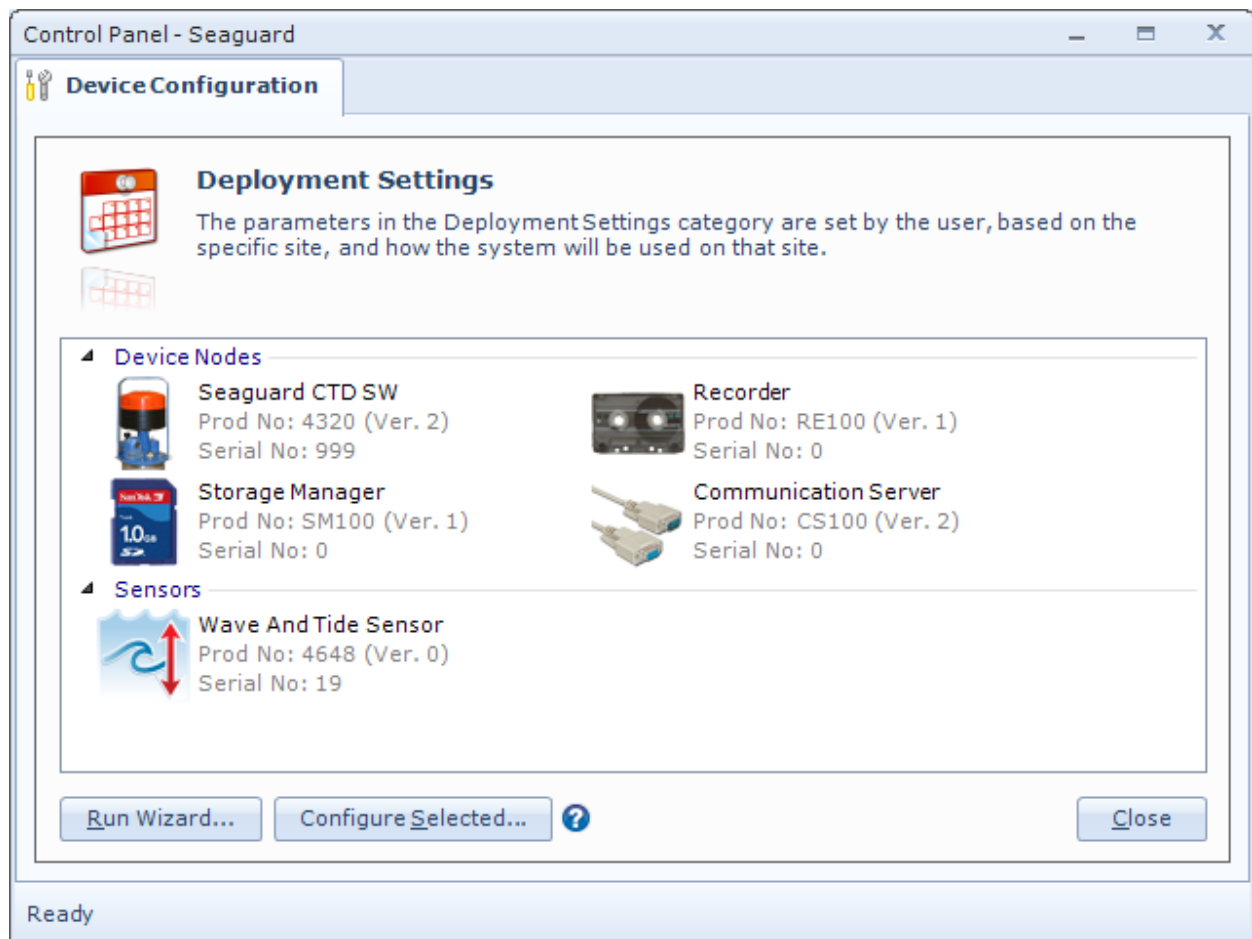 Control Panel - Seaguard
Device Configuration
Deployment Settings
The parameters in the Deployment Settings category are set by the user, based on the
specific site, and how the system will be used on that site.
Device Nodes
Seaguard CTD SW
Prod No: 4320 (Ver. 2)
Serial No: 999
Recorder
Prod No: RE100 (Ver. 1)
Serial No: 0
SanDisk
1.0GB
Storage Manager
Prod No: SM100 (Ver. 1)
Serial No: 0
Communication Server
Prod No: CS100 (Ver. 2)
Serial No: 0
Sensors
Wave And Tide Sensor
Prod No: 4648 (Ver. 0)
Serial No: 19
Run Wizard...
Configure Selected...
?
Close
Ready